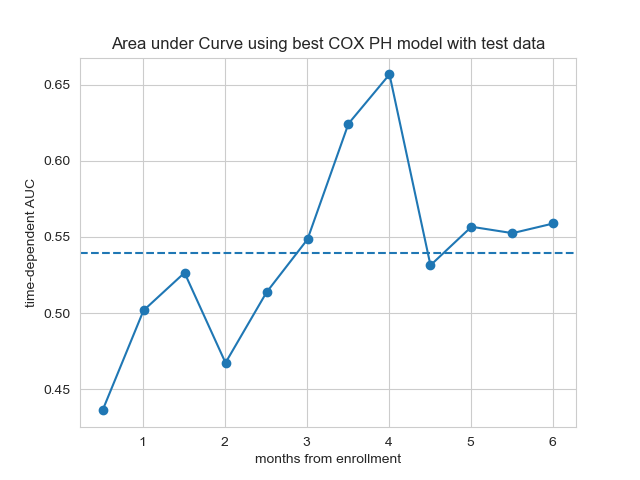 Area under Curve using best COX PH model with test data
time-dependent AUC
0.65
0.60
0.55
0.50
0.45
1 2 3 4 5 6
months from enrollment